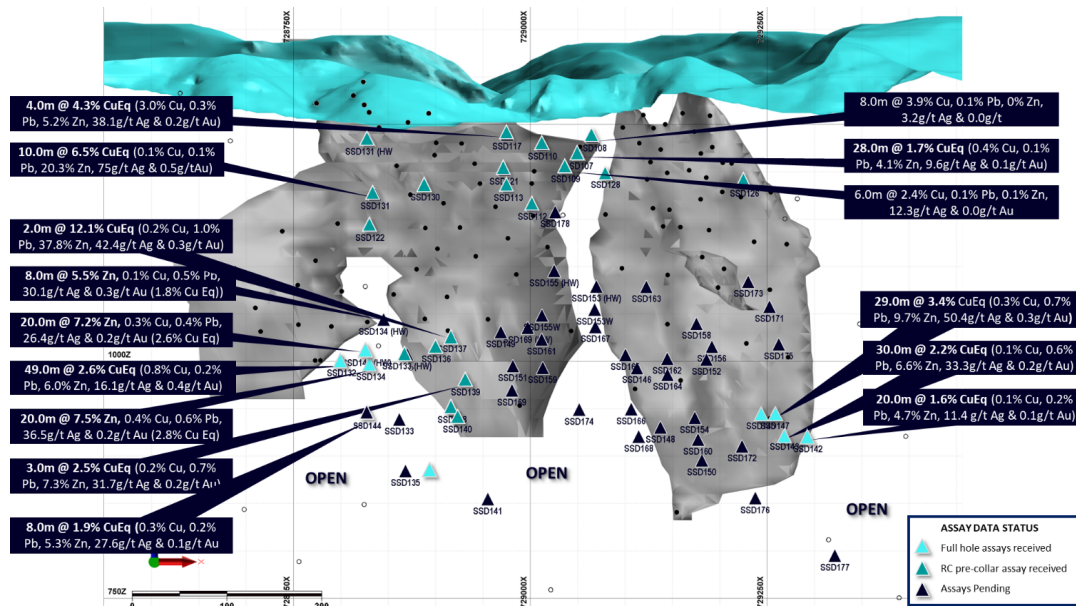 728750X
729000X
729250X
4.0m @ 4.3% CuEq (3.0% Cu, 0.3%
Pb, 5.2% Zn, 38.1g/t Ag & 0.2g/t Au)
10.0m @ 6.5% CuEq (0.1% Cu, 0.1%
Pb, 20.3% Zn, 75g/t Ag & 0.5g/tAu)
2.0m @ 12.1% CuEq (0.2% Cu, 1.0%
Pb, 37.8% Zn, 42.4g/t Ag & 0.3g/t Au)
8.0m @ 5.5% Zn, 0.1% Cu, 0.5% Pb,
30.1g/t Ag & 0.3g/t Au (1.8% Cu Eq))
20.0m @ 7.2% Zn, 0.3% Cu, 0.4% Pb,
26.4g/t Ag & 0.2g/t Au (2.6% Cu Eq)
49.0m @ 2.6% CuEq (0.8% Cu, 0.2%
Pb, 6.0% Zn, 16.1g/t Ag & 0.4g/t Au)
20.0m @ 7.5% Zn, 0.4% Cu, 0.6% Pb,
36.5g/t Ag & 0.2g/t Au (2.8% Cu Eq)
3.0m @ 2.5% CuEq (0.2% Cu, 0.7%
Pb, 7.3% Zn, 31.7g/t Ag & 0.2g/t Au)
8.0m @ 1.9% CuEq (0.3% Cu, 0.2%
Pb, 5.3% Zn, 27.6g/t Ag & 0.1g/t Au
8.0m @ 3.9% Cu, 0.1% Pb, 0% Zn,
3.2g/t Ag & 0.0g/t
28.0m @ 1.7% CuEq (0.4% Cu, 0.1%
Pb, 4.1% Zn, 9.6g/t Ag & 0.1g/t Au)
6.0m @ 2.4% Cu, 0.1% Pb, 0.1% Zn,
12.3g/t Ag & 0.0g/t Au
29.0m @ 3.4% CuEq (0.3% Cu, 0.7%
Pb, 9.7% Zn, 50.4g/t Ag & 0.3g/t Au)
30.0m @ 2.2% CuEq (0.1% Cu, 0.6%
Pb, 6.6% Zn, 33.3g/t Ag & 0.2g/t Au)
20.0m @ 1.6% CuEq (0.1% Cu, 0.2%
Pb, 4.7% Zn, 11.4 g/t Ag & 0.1g/t Au)
SSD131 (HW
SSD117
SSD110
SSD108
SSD107
SSD109
SSD128
SSD126
SSD113
SSD130
SSD131
SSD112
SSD178
SSD122
SSD155 (HW)
SSD153 (HW)
SSD163
SSD173
SSD171
SSD134 (HW)
SSD155W
SSD153W
SSD158
SSD149
SSD167
SSD137
SSD161
SSD136
SSD156
1000Z
SSD132
SSD134
SSD146
SSD162
SSD152
SSD164
SSD159
SSD139
SSD144
SSD133
SSD140
SSD174
SSD166
SSD154
SSD148
SSD168
SSD160
SSD172
SSD142
SSD150
SSD135
SSD141
SSD176
SSD177
OPEN
OPEN
OPEN
X
750Z
0
100
200
ASSAY DATA STATUS
Full hole assays received
RC pre-collar assay received
Assays Pending